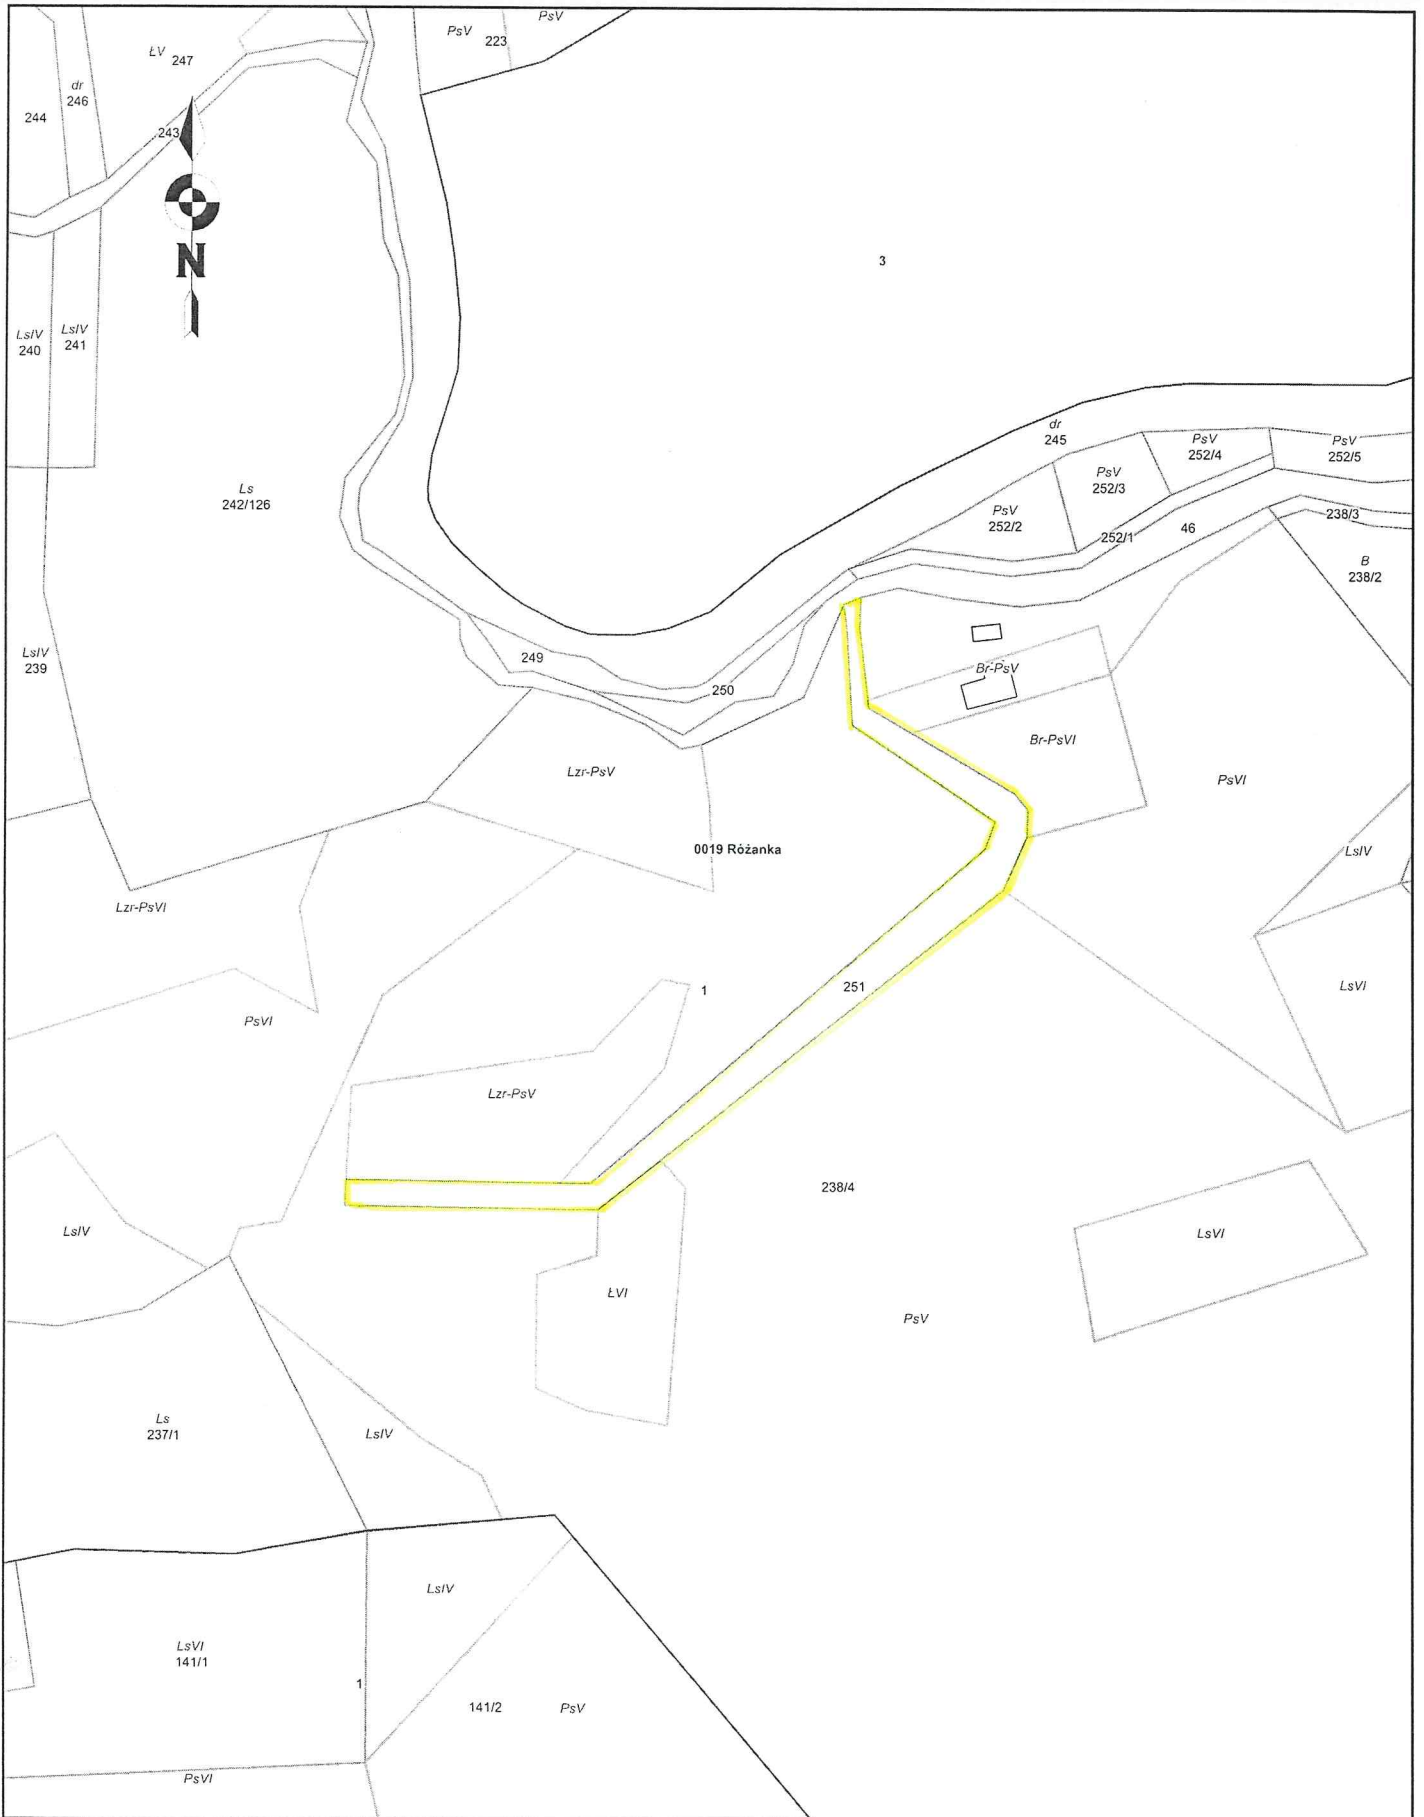 PsV
PsV 223
ŁV 247
dr
246
244
243
N
3
LsIV
240
LsIV
241
dr
245
PsV
252/4
PsV
252/5
PsV
252/3
Ls
242/126
PsV
252/2
252/1
46
238/3
B
238/2
LsIV
239
249
250
Br-PsV
Br-PsVI
Lzr-PsV
PsVI
0019 Różanka
LsIV
Lzr-PsVI
251
LsVI
1
PsVI
Lzr-PsV
238/4
LsIV
LsVI
ŁVI
PsV
Ls
237/1
LsIV
LsIV
LsVI
141/1
1
141/2 PsV
PsVI